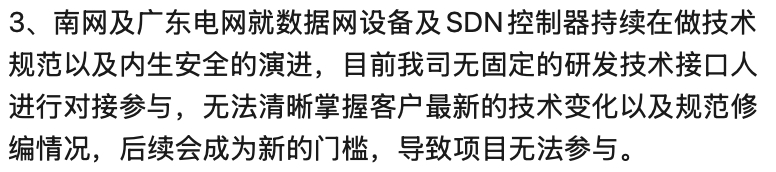 3、南网及广东电网就数据网设备及SDN控制器持续在做技术
规范以及内生安全的演进，目前我司无固定的研发技术接口人
进行对接参与，无法清晰掌握客户最新的技术变化以及规范修
编情况，后续会成为新的门槛，导致项目无法参与。